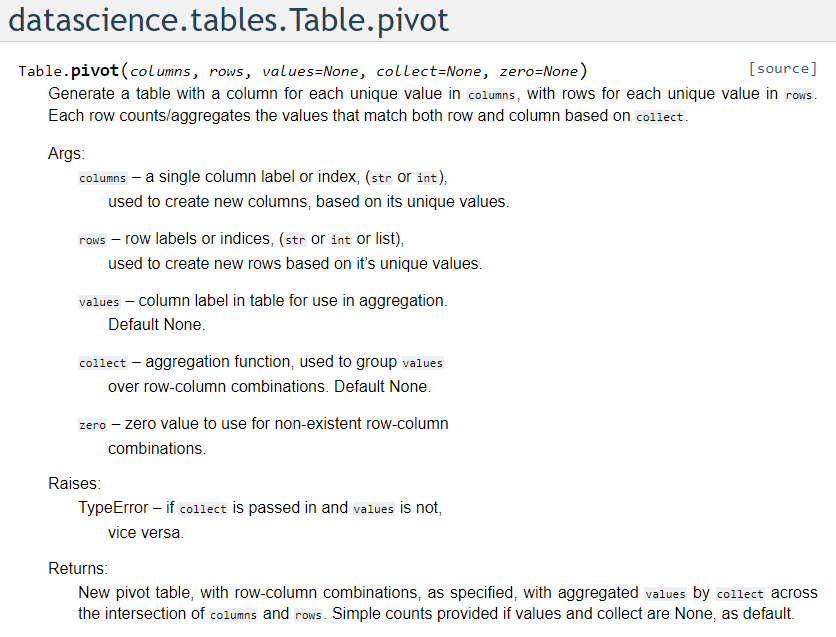 datascience.tables.Table.pivot
Table.pivot(columns, rows, values=None, collect=None, zero=None) [source]
Generate a table with a column for each unique value in columns, with rows for each unique value in rows.
Each row counts/aggregates the values that match both row and column based on collect.
Args:
columns – a single column label or index, (str or int),
used to create new columns, based on its unique values.
rows – row labels or indices, (str or int or list),
used to create new rows based on it's unique values.
values – column label in table for use in aggregation.
Default None.
collect – aggregation function, used to group values
over row-column combinations. Default None.
zero – zero value to use for non-existent row-column
combinations.
Raises:
TypeError – if collect is passed in and values is not,
vice versa.
Returns:
New pivot table, with row-column combinations, as specified, with aggregated values by collect across
the intersection of columns and rows. Simple counts provided if values and collect are None, as default.